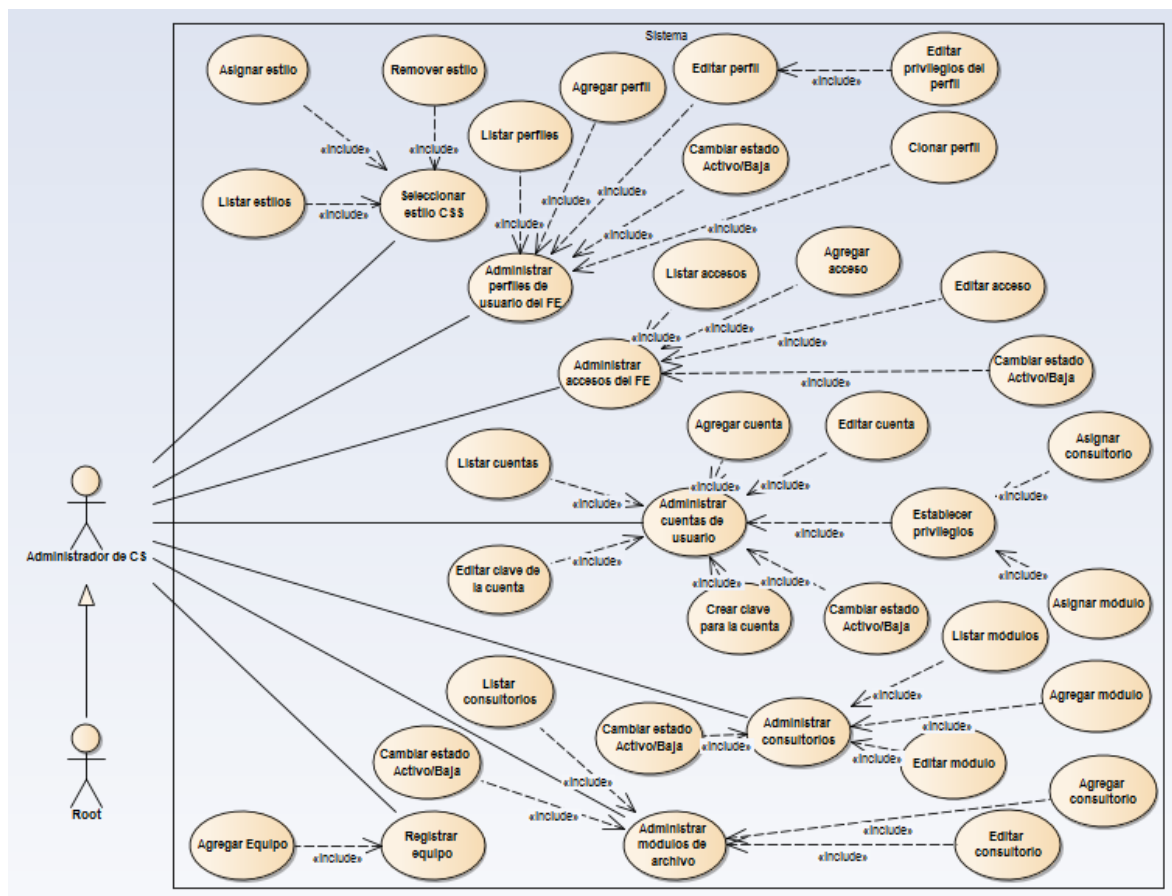 Sistema
Asignar estilo
Remover estilo
Agregar perfil
Editar perfil
Editar
privilegios del
perfil
«include»
Listar perfiles
Cambiar estado
Activo/Baja
Clonar perfil
«include»
«include»
Listar estilos
«include»
Seleccionar
estilo CSS
«include»
«include»
«include»
«include»
«include»
Administrar
perfiles de
usuario del FE
Listar accesos
Agregar
acceso
Editar acceso
«include»
«include»
«include»
Administrar
accesos del FE
«include»
Cambiar estado
Activo/Baja
Agregar cuenta
Editar cuenta
Asignar
consultorio
Listar cuentas
«include»
«include»
«include»
«include»
Administrar
cuentas de
usuario
«include»
Establecer
privilegios
Administrador de CS
Editar clave de
la cuenta
«include»
«include»
«include»
«include»
Crear clave
para la cuenta
Cambiar estado
Activo/Baja
Asignar módulo
Listar módulos
Listar
consultorios
«include»
Agregar módulo
Cambiar estado
Activo/Baja
«include»
Administrar
consultorios
«include»
«include»
Editar módulo
Cambiar estado
Activo/Baja
«include»
«include»
Agregar
consultorio
Root
Agregar Equipo
«include»
Registrar
equipo
Administrar
módulos de
archivo
«include»
«include»
Editar
consultorio